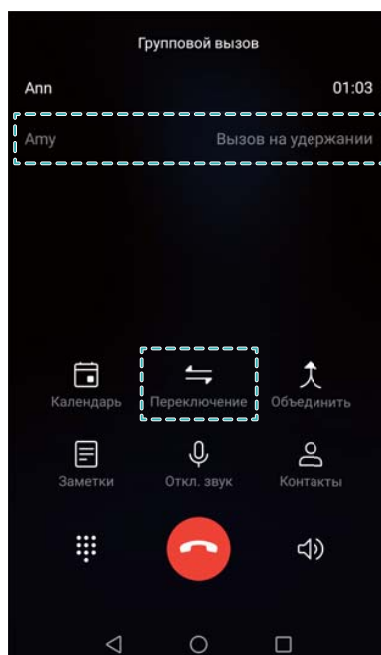 Групповой вызов
Ann 01:03
Amy Вызов на удержании
Календарь Переключение Объединить
Заметки Откл. звук Контакты